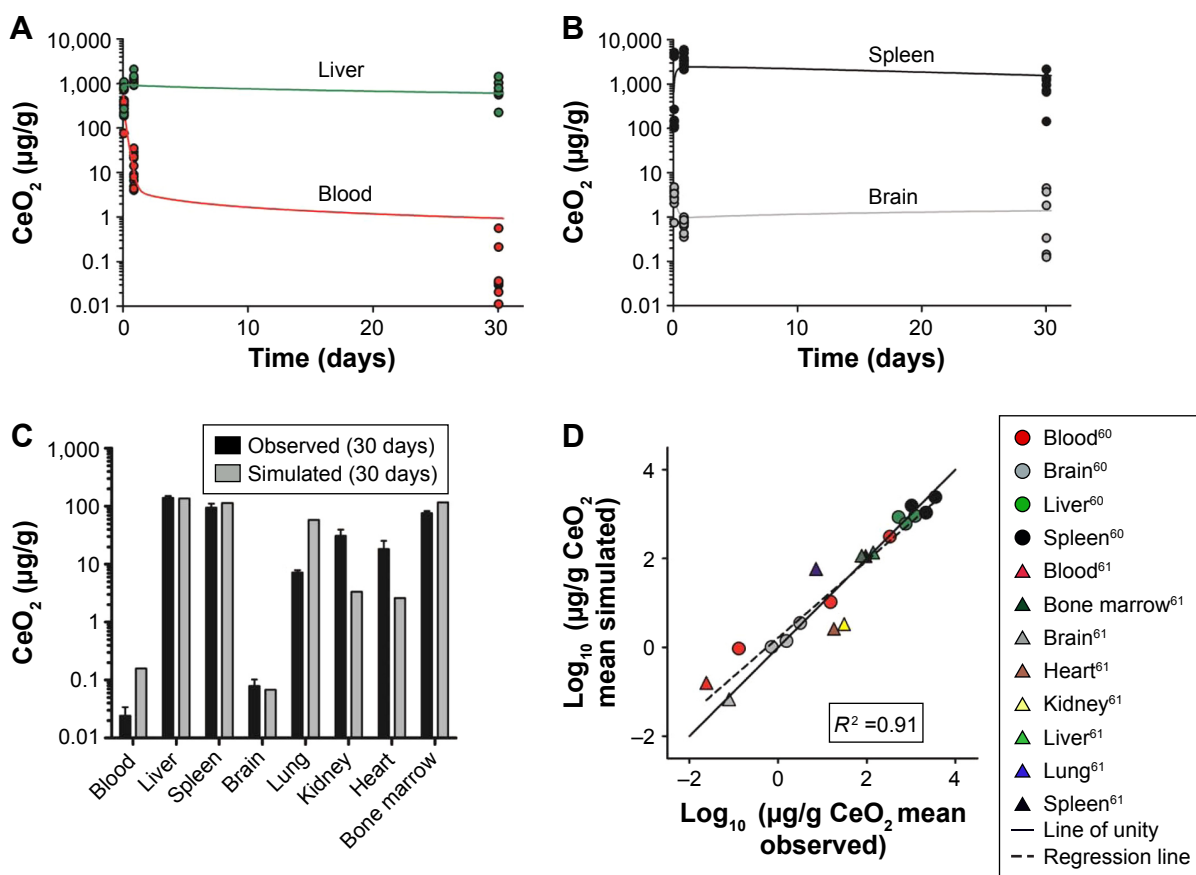 A
CeO2 (µg/g)
10,000
1,000
100
10
1
0.1
0.01
Liver
Blood
0
10
20
30
Time (days)
B
CeO2 (µg/g)
10,000
1,000
100
10
1
0.1
0.01
Spleen
Brain
0
10
20
30
Time (days)
C
CeO2 (µg/g)
1,000
100
10
1
0.1
0.01
Observed (30 days)
Simulated (30 days)
Blood
Liver
Spleen
Brain
Lung
Kidney
Heart
Bone marrow
D
Log10 (µg/g CeO2
mean simulated)
4
2
0
–2
R2 =0.91
–2
0
2
4
Log10 (µg/g CeO2 mean
observed)
Blood60
Brain60
Liver60
Spleen60
Blood61
Bone marrow61
Brain61
Heart61
Kidney61
Liver61
Lung61
Spleen61
Line of unity
Regression line